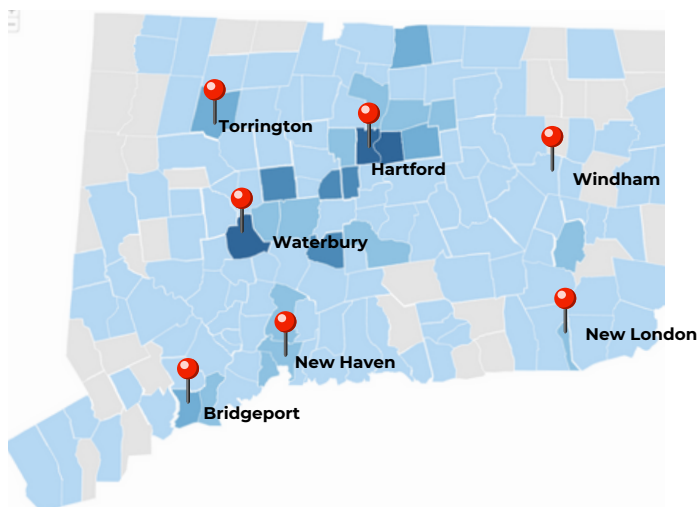 Torrington
Hartford
Windham
Waterbury
New London
New Haven
Bridgeport